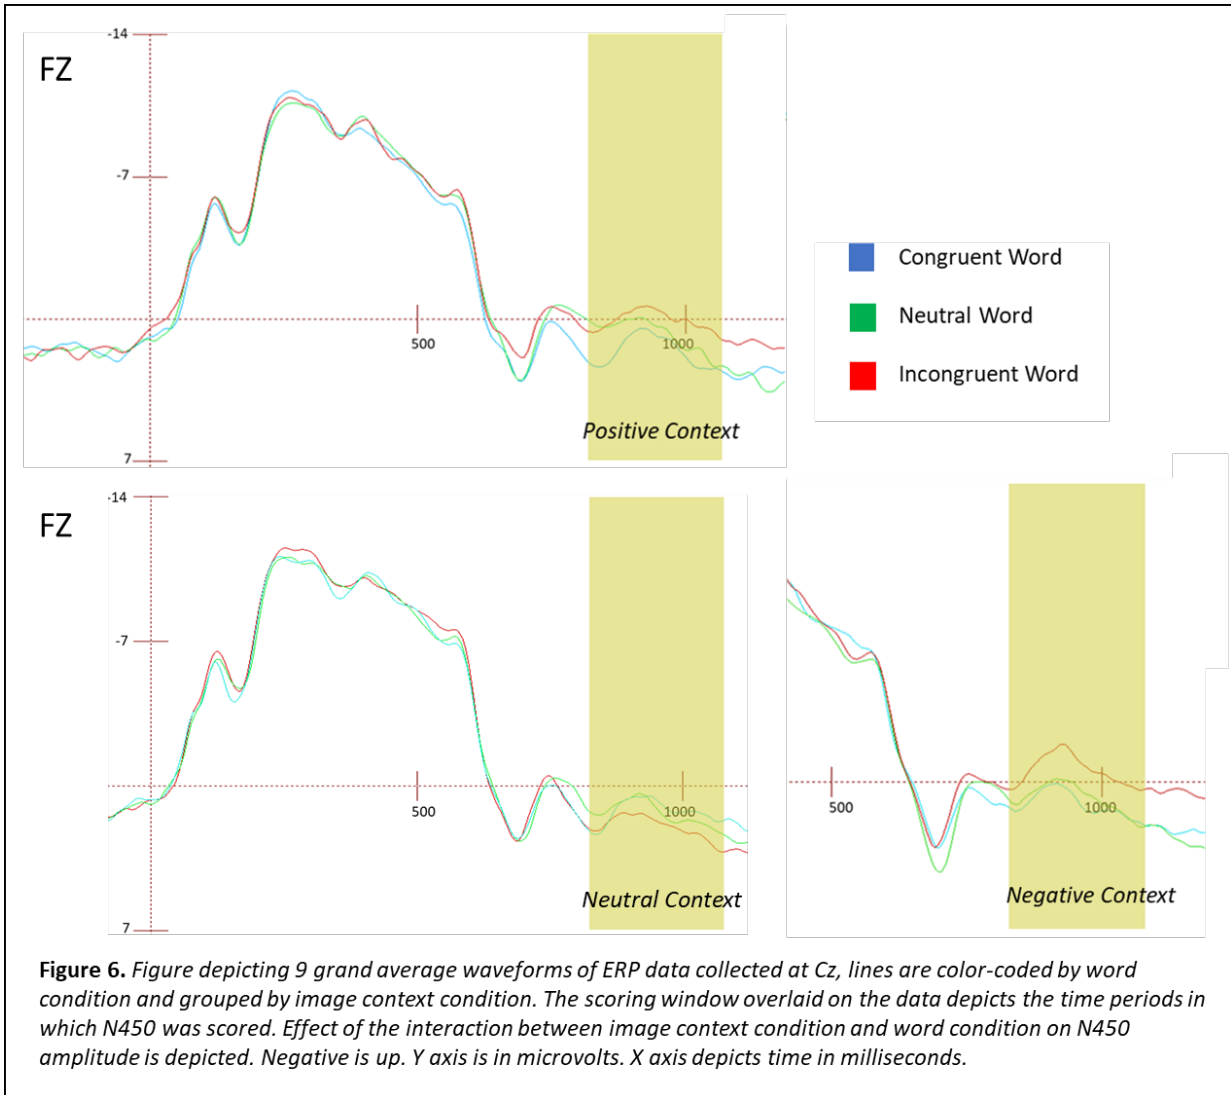 -14
FZ
-7
500
1000
Positive Context
7
Congruent Word
Neutral Word
Incongruent Word
-14
FZ
-7
500
1000
Neutral Context
7
500
1000
Negative Context
Figure 6. Figure depicting 9 grand average waveforms of ERP data collected at Cz, lines are color-coded by word
condition and grouped by image context condition. The scoring window overlaid on the data depicts the time periods in
which N450 was scored. Effect of the interaction between image context condition and word condition on N450
amplitude is depicted. Negative is up. Y axis is in microvolts. X axis depicts time in milliseconds.